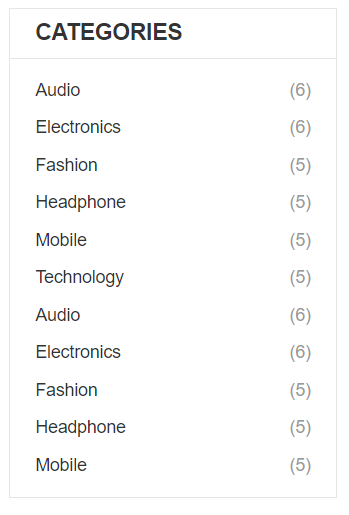 CATEGORIES
Audio (6)
Electronics (6)
Fashion (5)
Headphone (5)
Mobile (5)
Technology (5)
Audio (6)
Electronics (6)
Fashion (5)
Headphone (5)
Mobile (5)